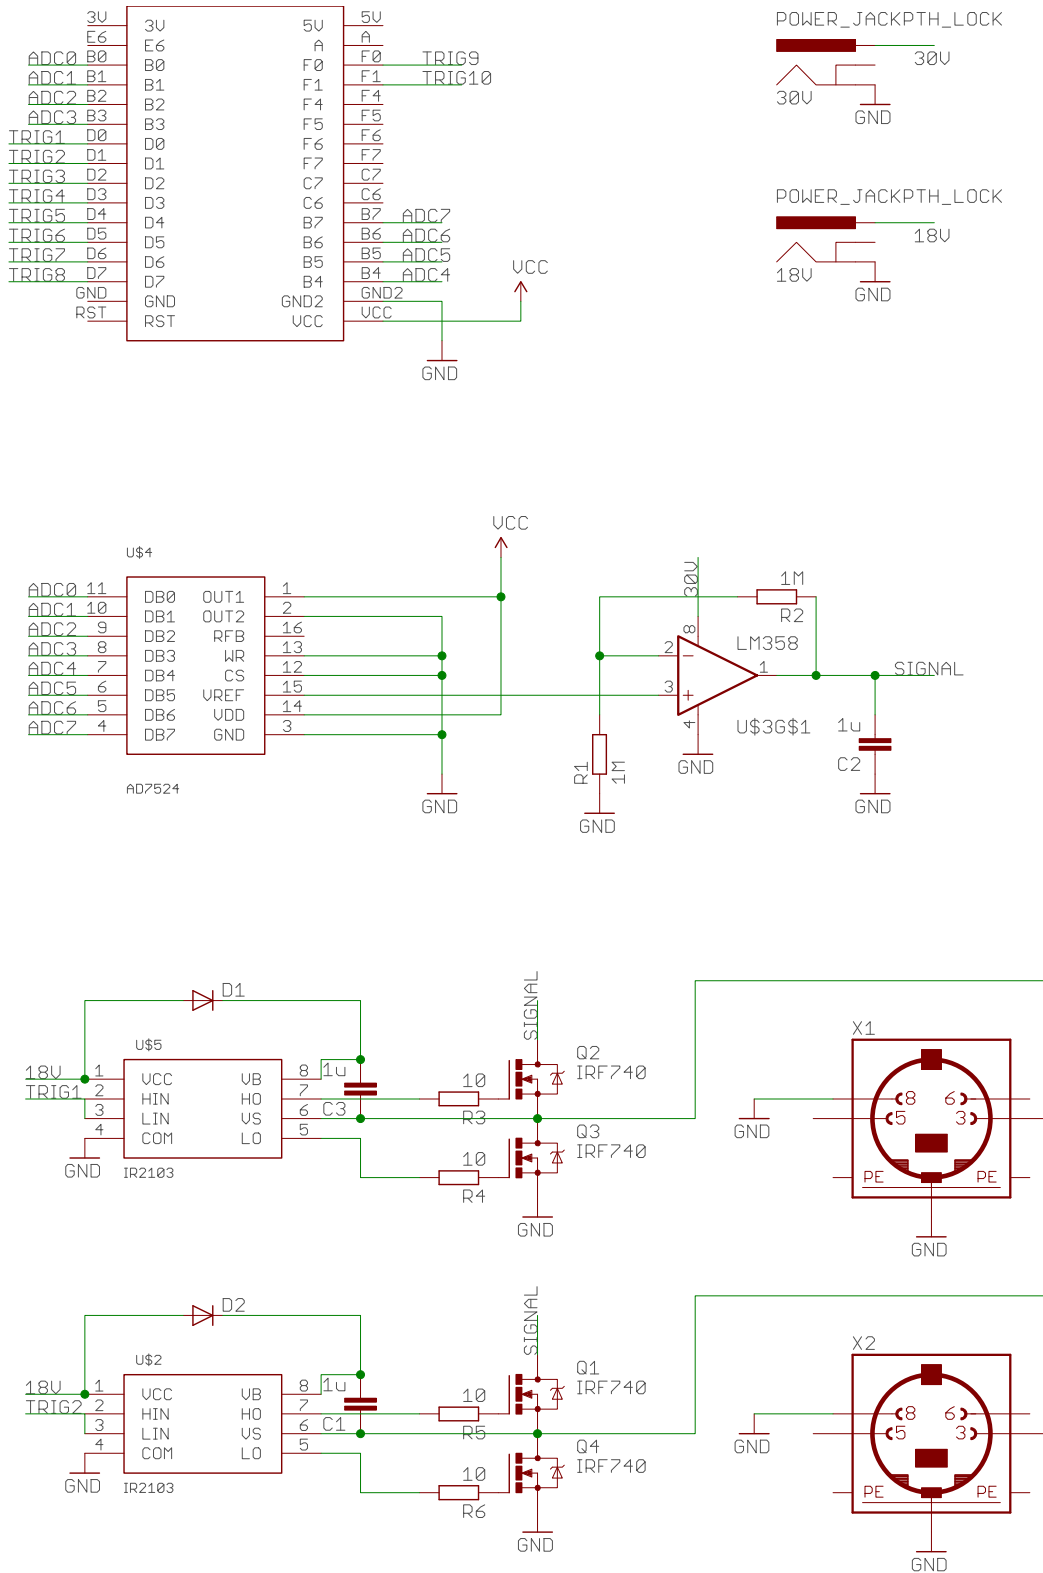 3V 3V 5V 5V
E6 E6 A A
ADC0 B0 B0 F0 F0 TRIG9
ADC1 B1 B1 F1 F1 TRIG10
ADC2 B2 B2 F4 F4
ADC3 B3 B3 F5 F5
TRIG1 D0 D0 F6 F6
TRIG2 D1 D1 F7 F7
TRIG3 D2 D2 C7 C7
TRIG4 D3 D3 C6 C6
TRIG5 D4 D4 B7 B7 ADC7
TRIG6 D5 D5 B6 B6 ADC6
TRIG7 D6 D6 B5 B5 ADC5
TRIG8 D7 D7 B4 B4 ADC4
GND GND GND2 GND2
RST RST VCC VCC
VCC
GND
POWER_JACKPTH_LOCK
30V
30V
GND
POWER_JACKPTH_LOCK
18V
18V
GND
VCC
U$4
ADC0 11 DB0 OUT1 1
ADC1 10 DB1 OUT2 2
ADC2 9 DB2 RFB 16
ADC3 8 DB3 WR 13
ADC4 7 DB4 CS 12
ADC5 6 DB5 VREF 15
ADC6 5 DB6 VDD 14
ADC7 4 DB7 GND 3
AD7524
GND
30V
1M
R2
8
LM358
2 −
1
SIGNAL
3 +
4
U$3G$1
GND
R1
1M
GND
1u
C2
GND
D1
U$5
18V 1 VCC VB 8
TRIG1 2 HIN HO 7
3 LIN VS 6
4 COM LO 5
GND
IR2103
1u
C3
10
R3
10
R4
SIGNAL
Q2
IRF740
Q3
IRF740
GND
X1
8 6
5 3
PE PE
GND
GND
D2
U$2
18V 1 VCC VB 8
TRIG2 2 HIN HO 7
3 LIN VS 6
4 COM LO 5
GND
IR2103
1u
C1
10
R5
10
R6
SIGNAL
Q1
IRF740
Q4
IRF740
GND
X2
8 6
5 3
PE PE
GND
GND